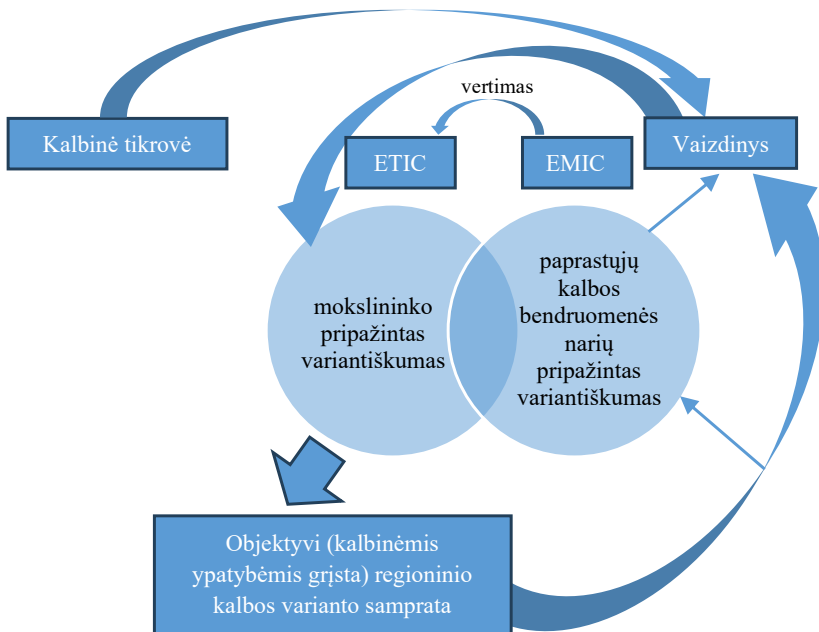 vertimas
Kalbinė tikrovė
ETIC
EMIC
Vaizdinys
mokslininko
pripažintas
variantiškumas
paprastųjų
kalbos
bendruomenės
narių
pripažintas
variantiškumas
Objektyvi (kalbinėmis
ypatybėmis grįsta) regioninio
kalbos varianto samprata